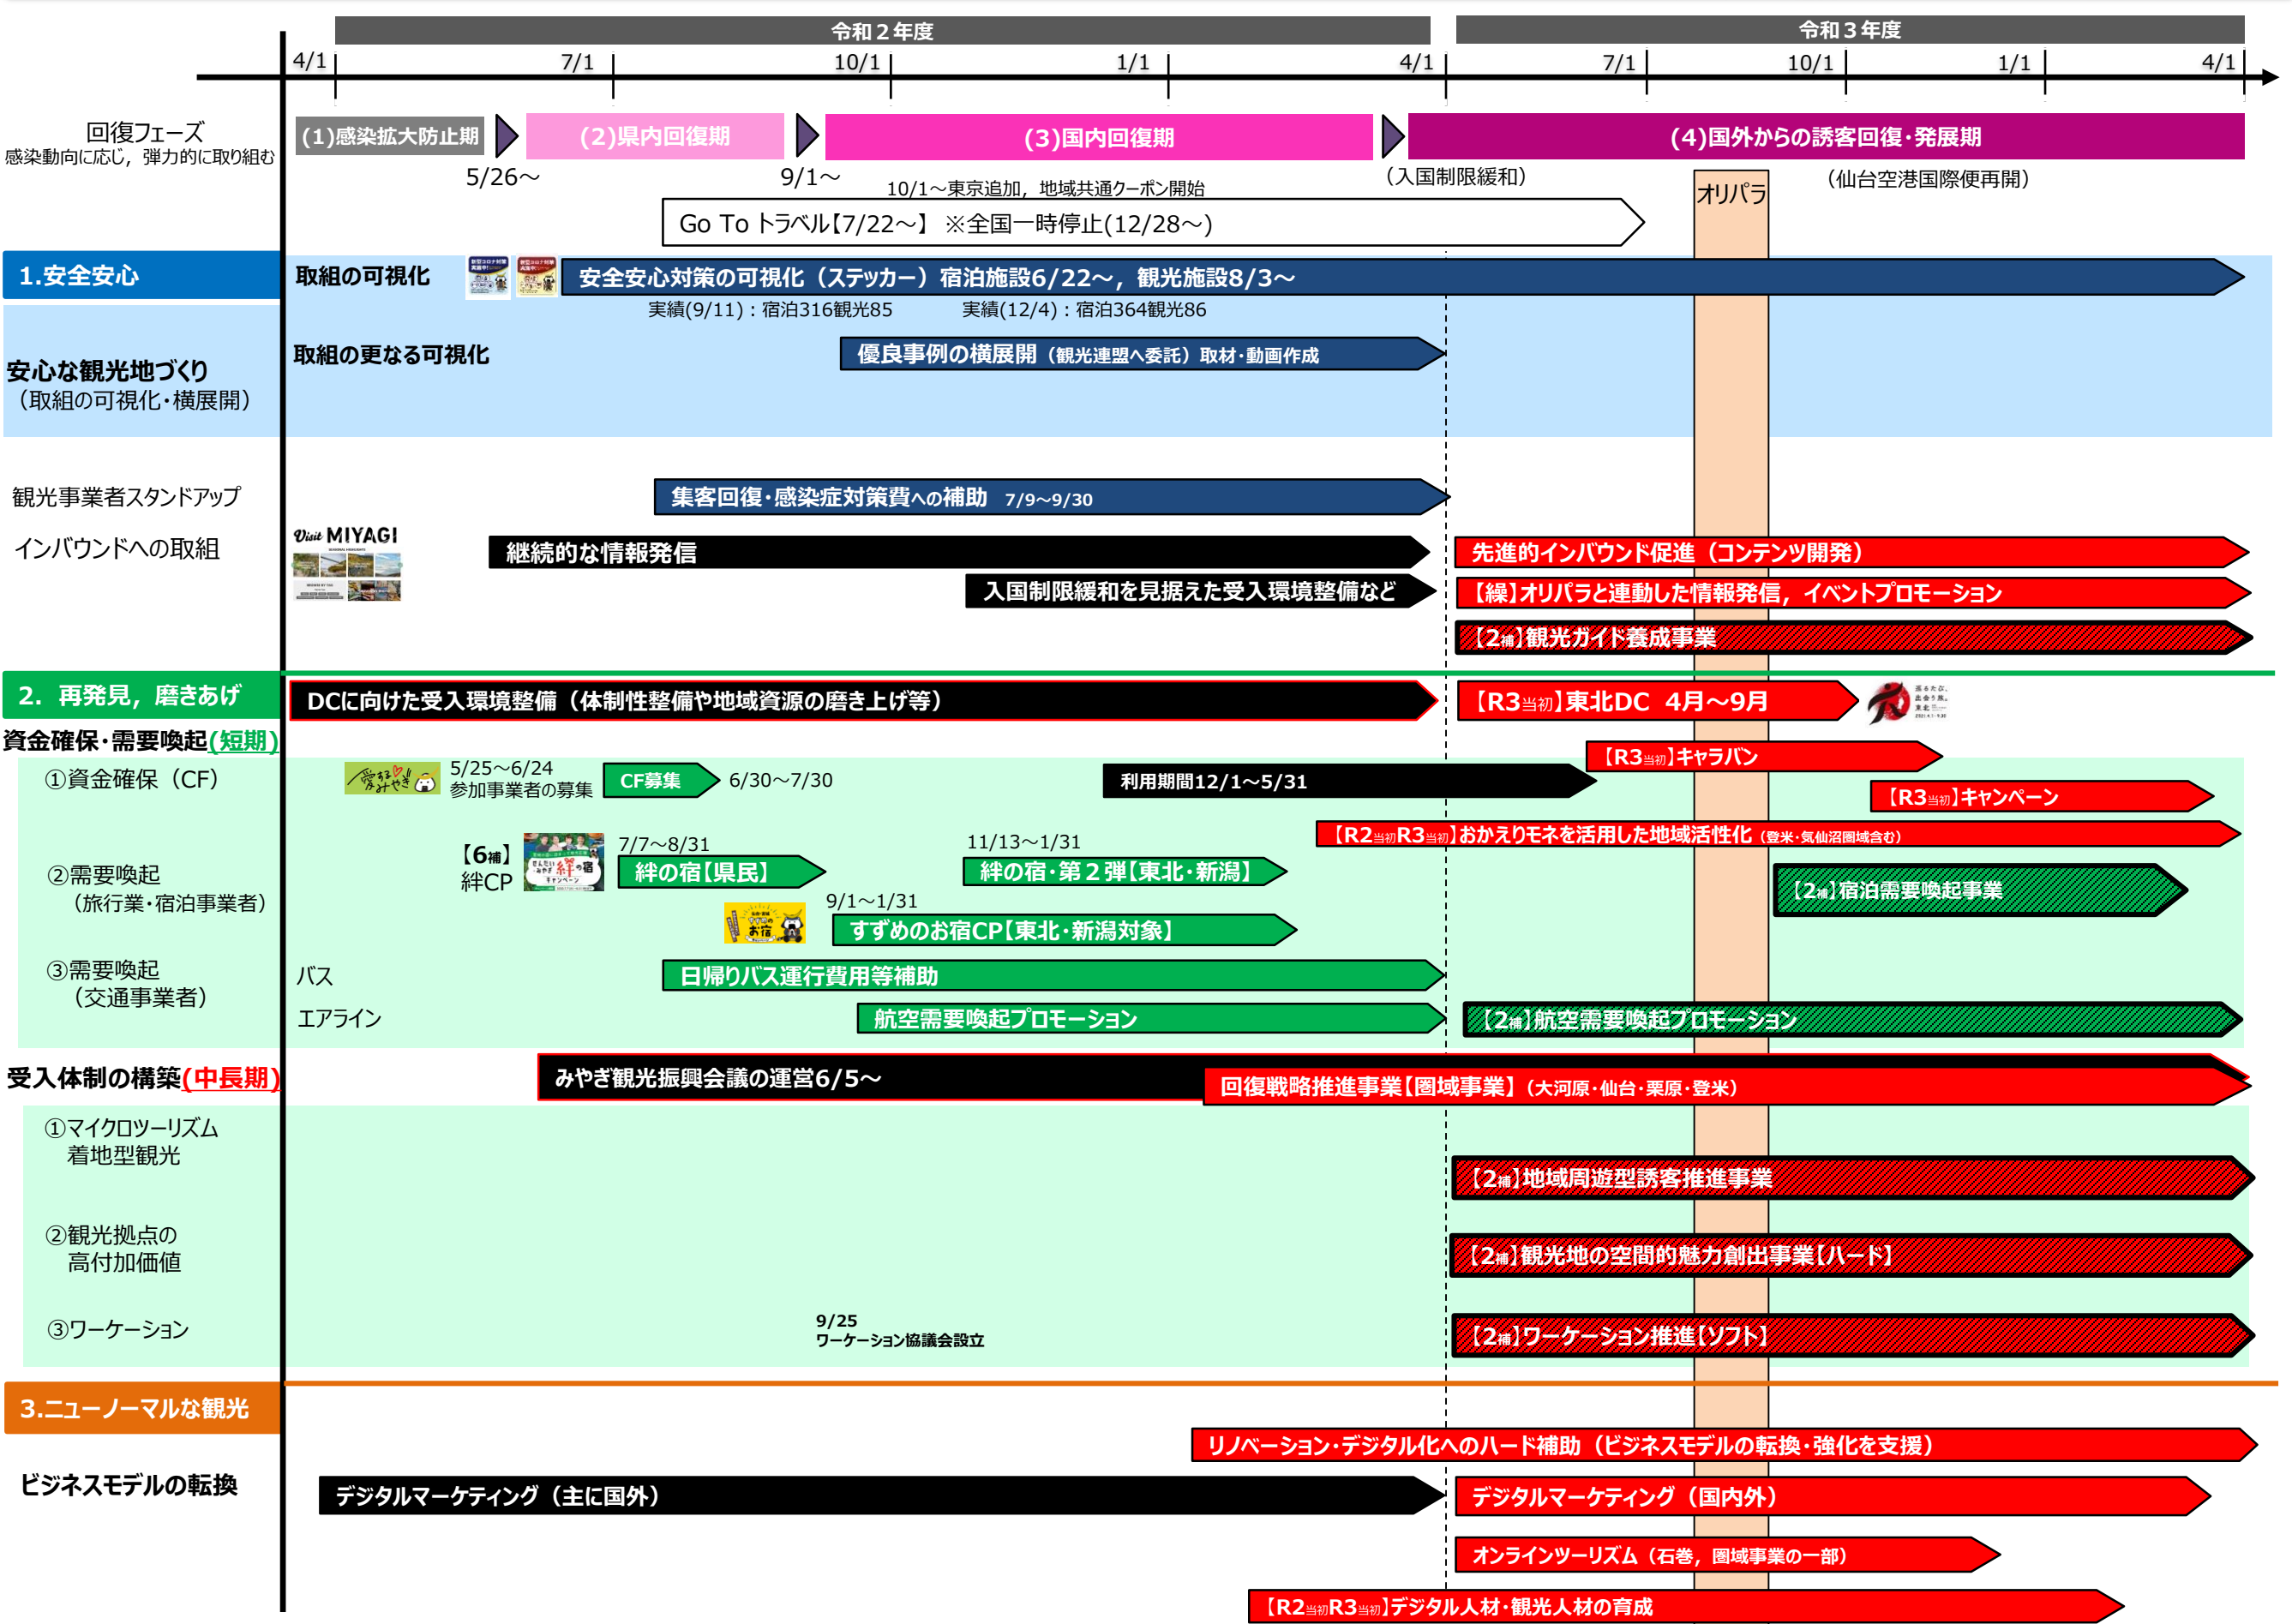 令和２年度
令和３年度
4/1
7/1
10/1
1/1
4/1
7/1
10/1
1/1
4/1
回復フェーズ
感染動向に応じ，弾力的に取り組む
(1)感染拡大防止期
(2)県内回復期
(3)国内回復期
(4)国外からの誘客回復・発展期
5/26～
9/1～
（入国制限緩和）
（仙台空港国際便再開）
10/1～東京追加，地域共通クーポン開始
オリパラ
Go To トラベル【7/22～】 ※全国一時停止(12/28～)
1.安全安心
取組の可視化
安全安心対策の可視化（ステッカー）宿泊施設6/22～，観光施設8/3～
実績(9/11)：宿泊316観光85
実績(12/4)：宿泊364観光86
安心な観光地づくり
（取組の可視化・横展開）
取組の更なる可視化
優良事例の横展開（観光連盟へ委託）取材・動画作成
観光事業者スタンドアップ
集客回復・感染症対策費への補助 7/9～9/30
インバウンドへの取組
Visit MIYAGI
継続的な情報発信
先進的インバウンド促進（コンテンツ開発）
入国制限緩和を見据えた受入環境整備など
【繰】オリパラと連動した情報発信，イベントプロモーション
【2補】観光ガイド養成事業
2．再発見，磨きあげ
DCに向けた受入環境整備（体制性整備や地域資源の磨き上げ等）
【R3当初】東北DC 4月～9月
資金確保・需要喚起(短期)
【R3当初】キャラバン
①資金確保（CF）
愛するみやぎ
5/25～6/24
参加事業者の募集
CF募集
6/30～7/30
利用期間12/1～5/31
【R3当初】キャンペーン
【R2当初R3当初】おかえりモネを活用した地域活性化（登米・気仙沼圏域含む）
②需要喚起
（旅行業・宿泊事業者）
【6補】
絆CP
7/7～8/31
絆の宿【県民】
11/13～1/31
絆の宿・第２弾【東北・新潟】
【2補】宿泊需要喚起事業
9/1～1/31
すずめのお宿CP【東北・新潟対象】
③需要喚起
（交通事業者）
バス
日帰りバス運行費用等補助
エアライン
航空需要喚起プロモーション
【2補】航空需要喚起プロモーション
受入体制の構築(中長期)
みやぎ観光振興会議の運営6/5～
回復戦略推進事業【圏域事業】（大河原・仙台・栗原・登米）
①マイクロツーリズム
着地型観光
【2補】地域周遊型誘客推進事業
②観光拠点の
高付加価値
【2補】観光地の空間的魅力創出事業【ハード】
③ワーケーション
9/25
ワーケーション協議会設立
【2補】ワーケーション推進【ソフト】
3.ニューノーマルな観光
リノベーション・デジタル化へのハード補助（ビジネスモデルの転換・強化を支援）
ビジネスモデルの転換
デジタルマーケティング（主に国外）
デジタルマーケティング（国内外）
オンラインツーリズム（石巻，圏域事業の一部）
【R2当初R3当初】デジタル人材・観光人材の育成